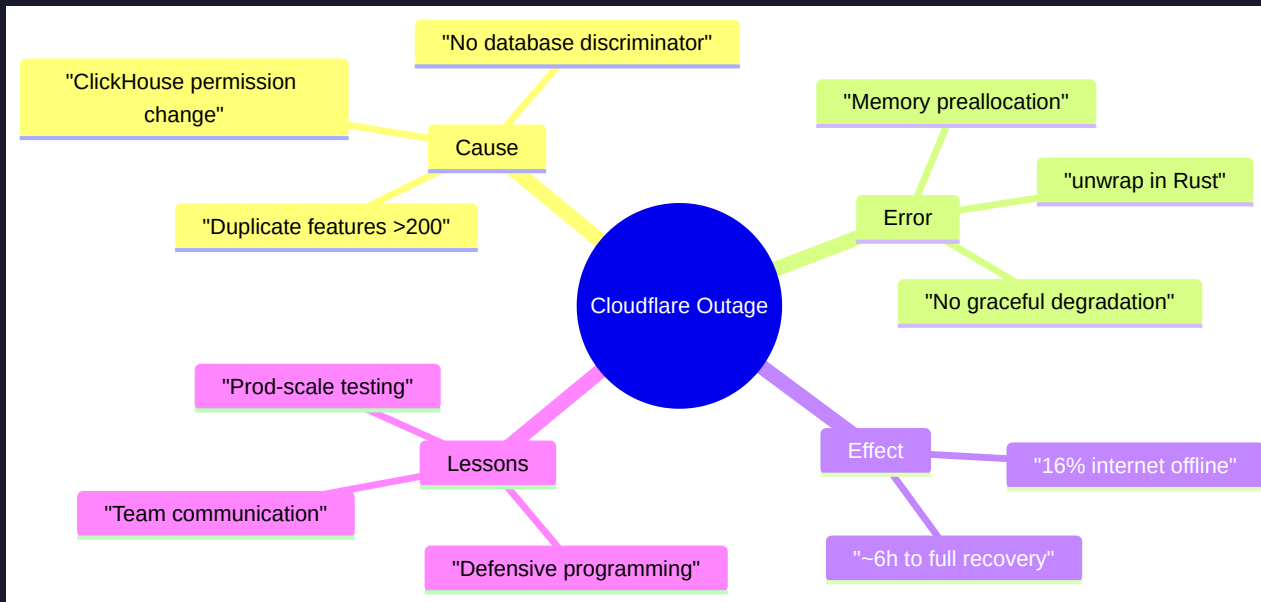 "No database discriminator"
"ClickHouse permission
change"
Cause
"Duplicate features >200"
"Memory preallocation"
"unwrap in Rust"
Error
"No graceful degradation"
Cloudflare Outage
"Prod-scale testing"
Lessons
"Team communication"
"Defensive programming"
Effect
"16% internet offline"
"~6h to full recovery"